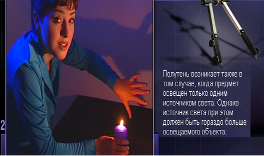 Полутень возникает также в
том случае, когда предмет
освещен только одним
источником света. Однако
источник света при этом
должен быть гораздо больше
освещаемого объекта.
2